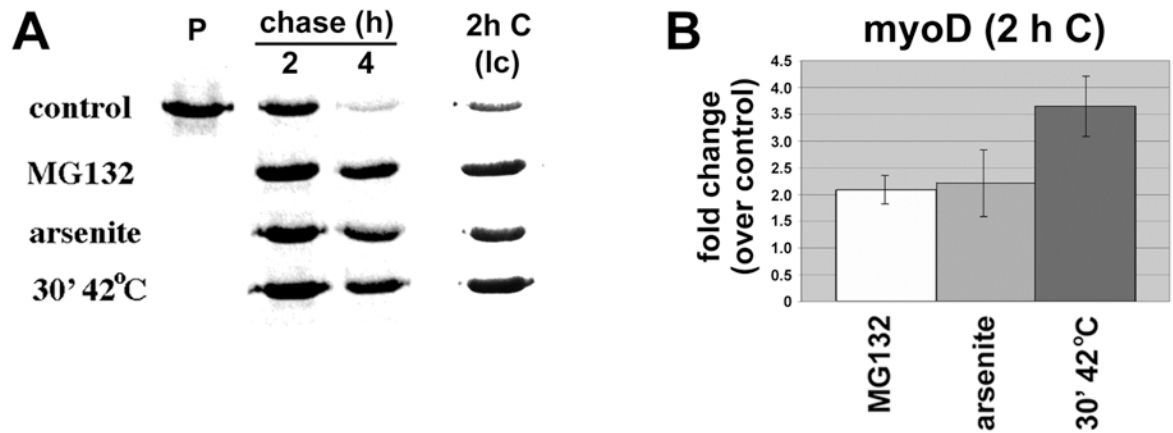 A
P
chase (h)
2 4
2h C
(lc)
control
MG132
arsenite
30' 42°C
B
myoD (2 h C)
fold change
(over control)
4.5
4.0
3.5
3.0
2.5
2.0
1.5
1.0
0.5
0
MG132
arsenite
30' 42°C